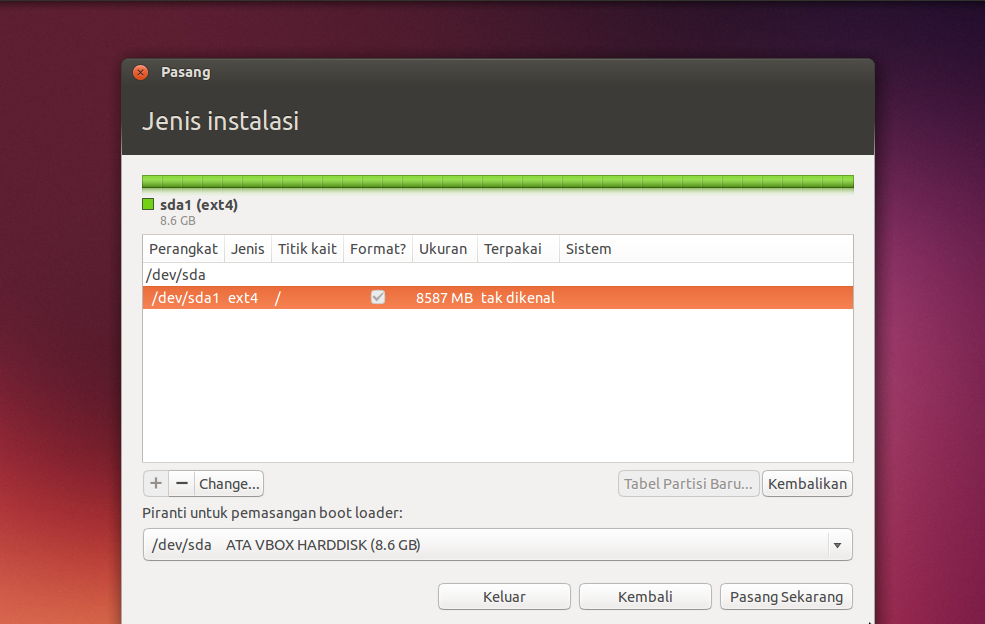 Pasang
Jenis instalasi
sda1 (ext4)
8.6 GB
Perangkat Jenis Titik kait Format? Ukuran Terpakai Sistem
/dev/sda
/dev/sda1 ext4 / 8587 MB tak dikenal
+ − Change... Tabel Partisi Baru... Kembalikan
Piranti untuk pemasangan boot loader:
/dev/sda ATA VBOX HARDDISK (8.6 GB)
Keluar Kembali Pasang Sekarang